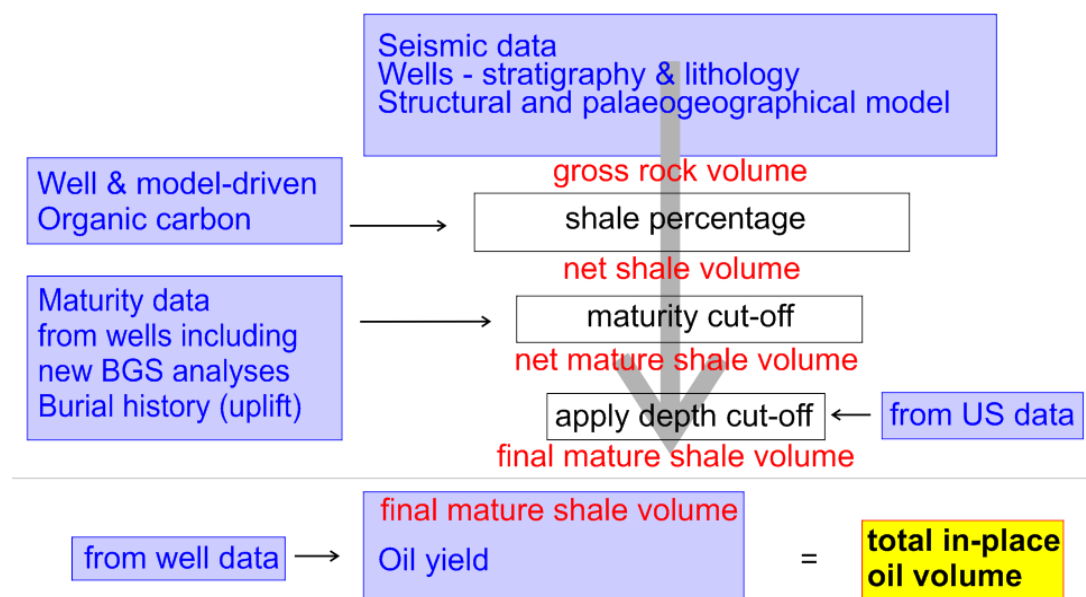 Seismic data
Wells - stratigraphy & lithology
Structural and palaeogeographical model
gross rock volume
Well & model-driven
Organic carbon
shale percentage
net shale volume
Maturity data
from wells including
new BGS analyses
Burial history (uplift)
maturity cut-off
net mature shale volume
apply depth cut-off
from US data
final mature shale volume
final mature shale volume
from well data
Oil yield
=
total in-place
oil volume